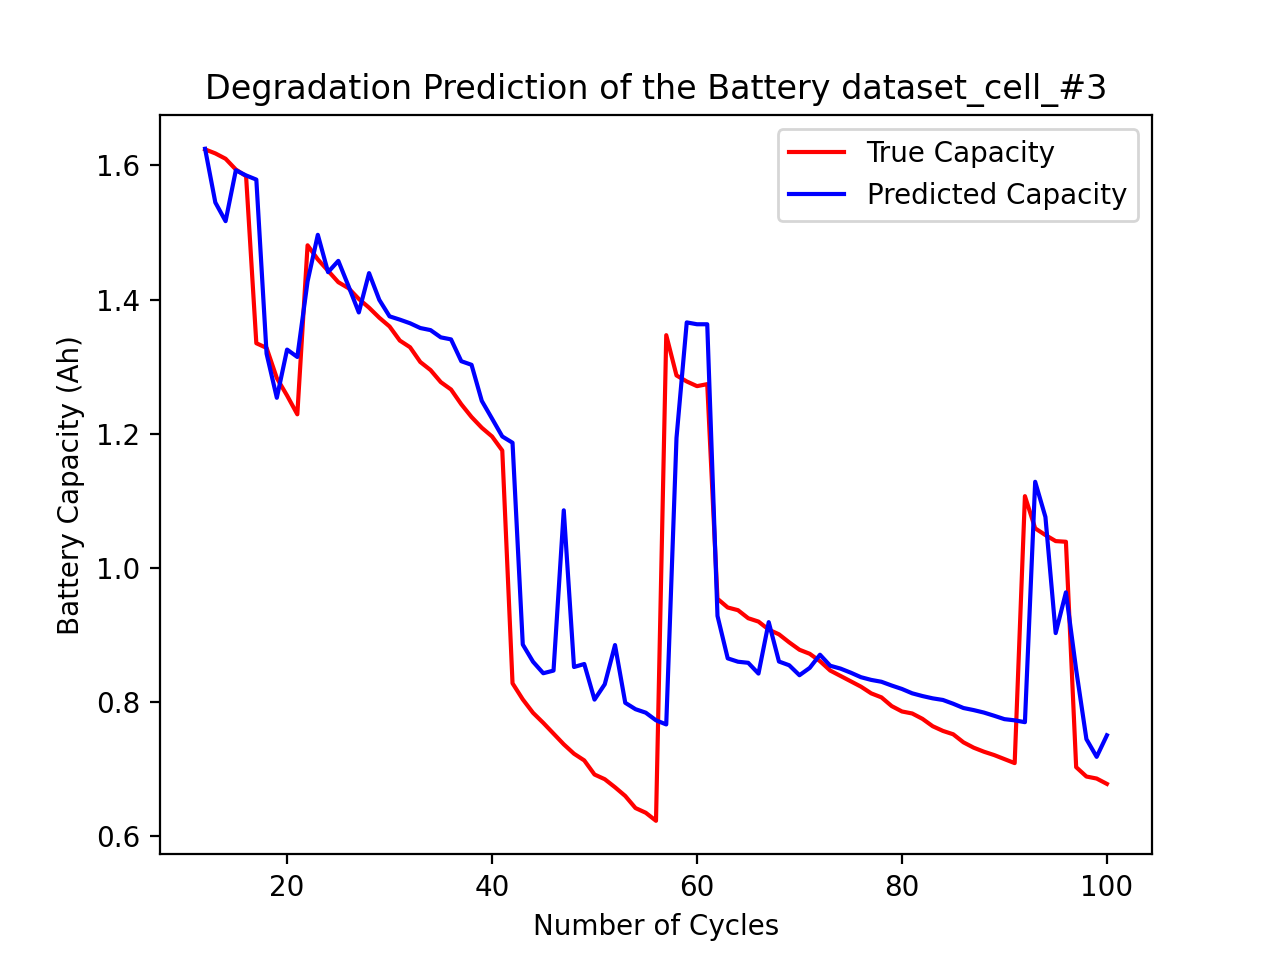 Degradation Prediction of the Battery dataset_cell_#3
True Capacity
Predicted Capacity
Battery Capacity (Ah)
1.6
1.4
1.2
1.0
0.8
0.6
20 40 60 80 100
Number of Cycles